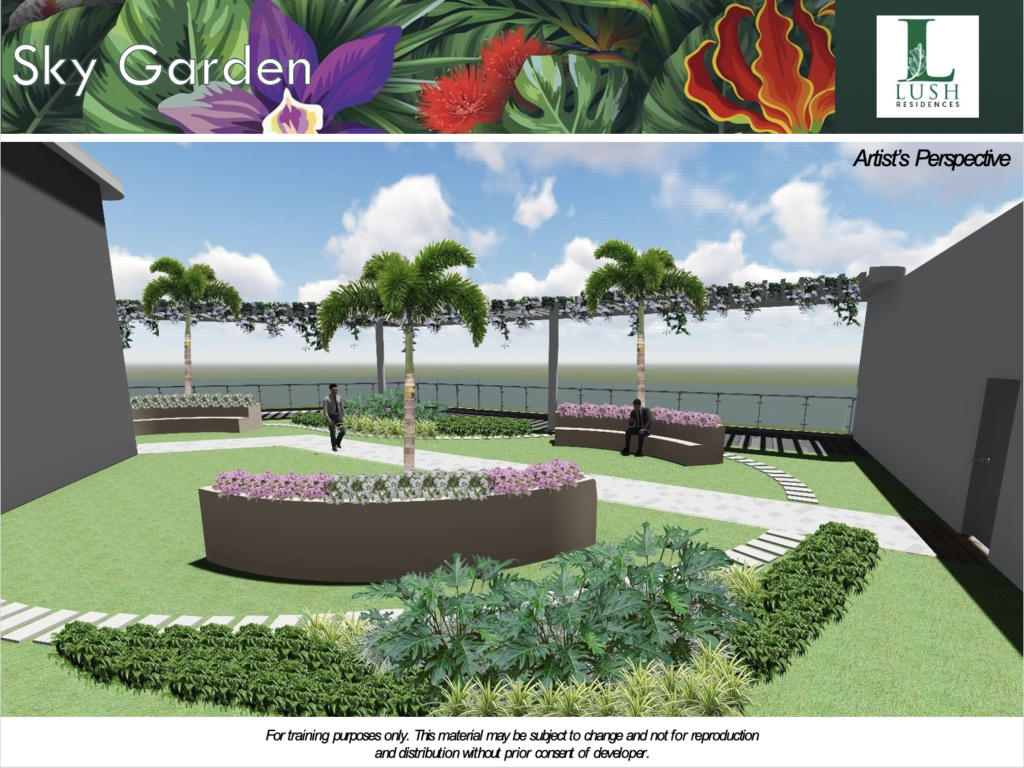 Sky Garden
L
LUSH
RESIDENCES
Artist's Perspective
For training purposes only. This material may be subject to change and not for reproduction
and distribution without prior consent of developer.